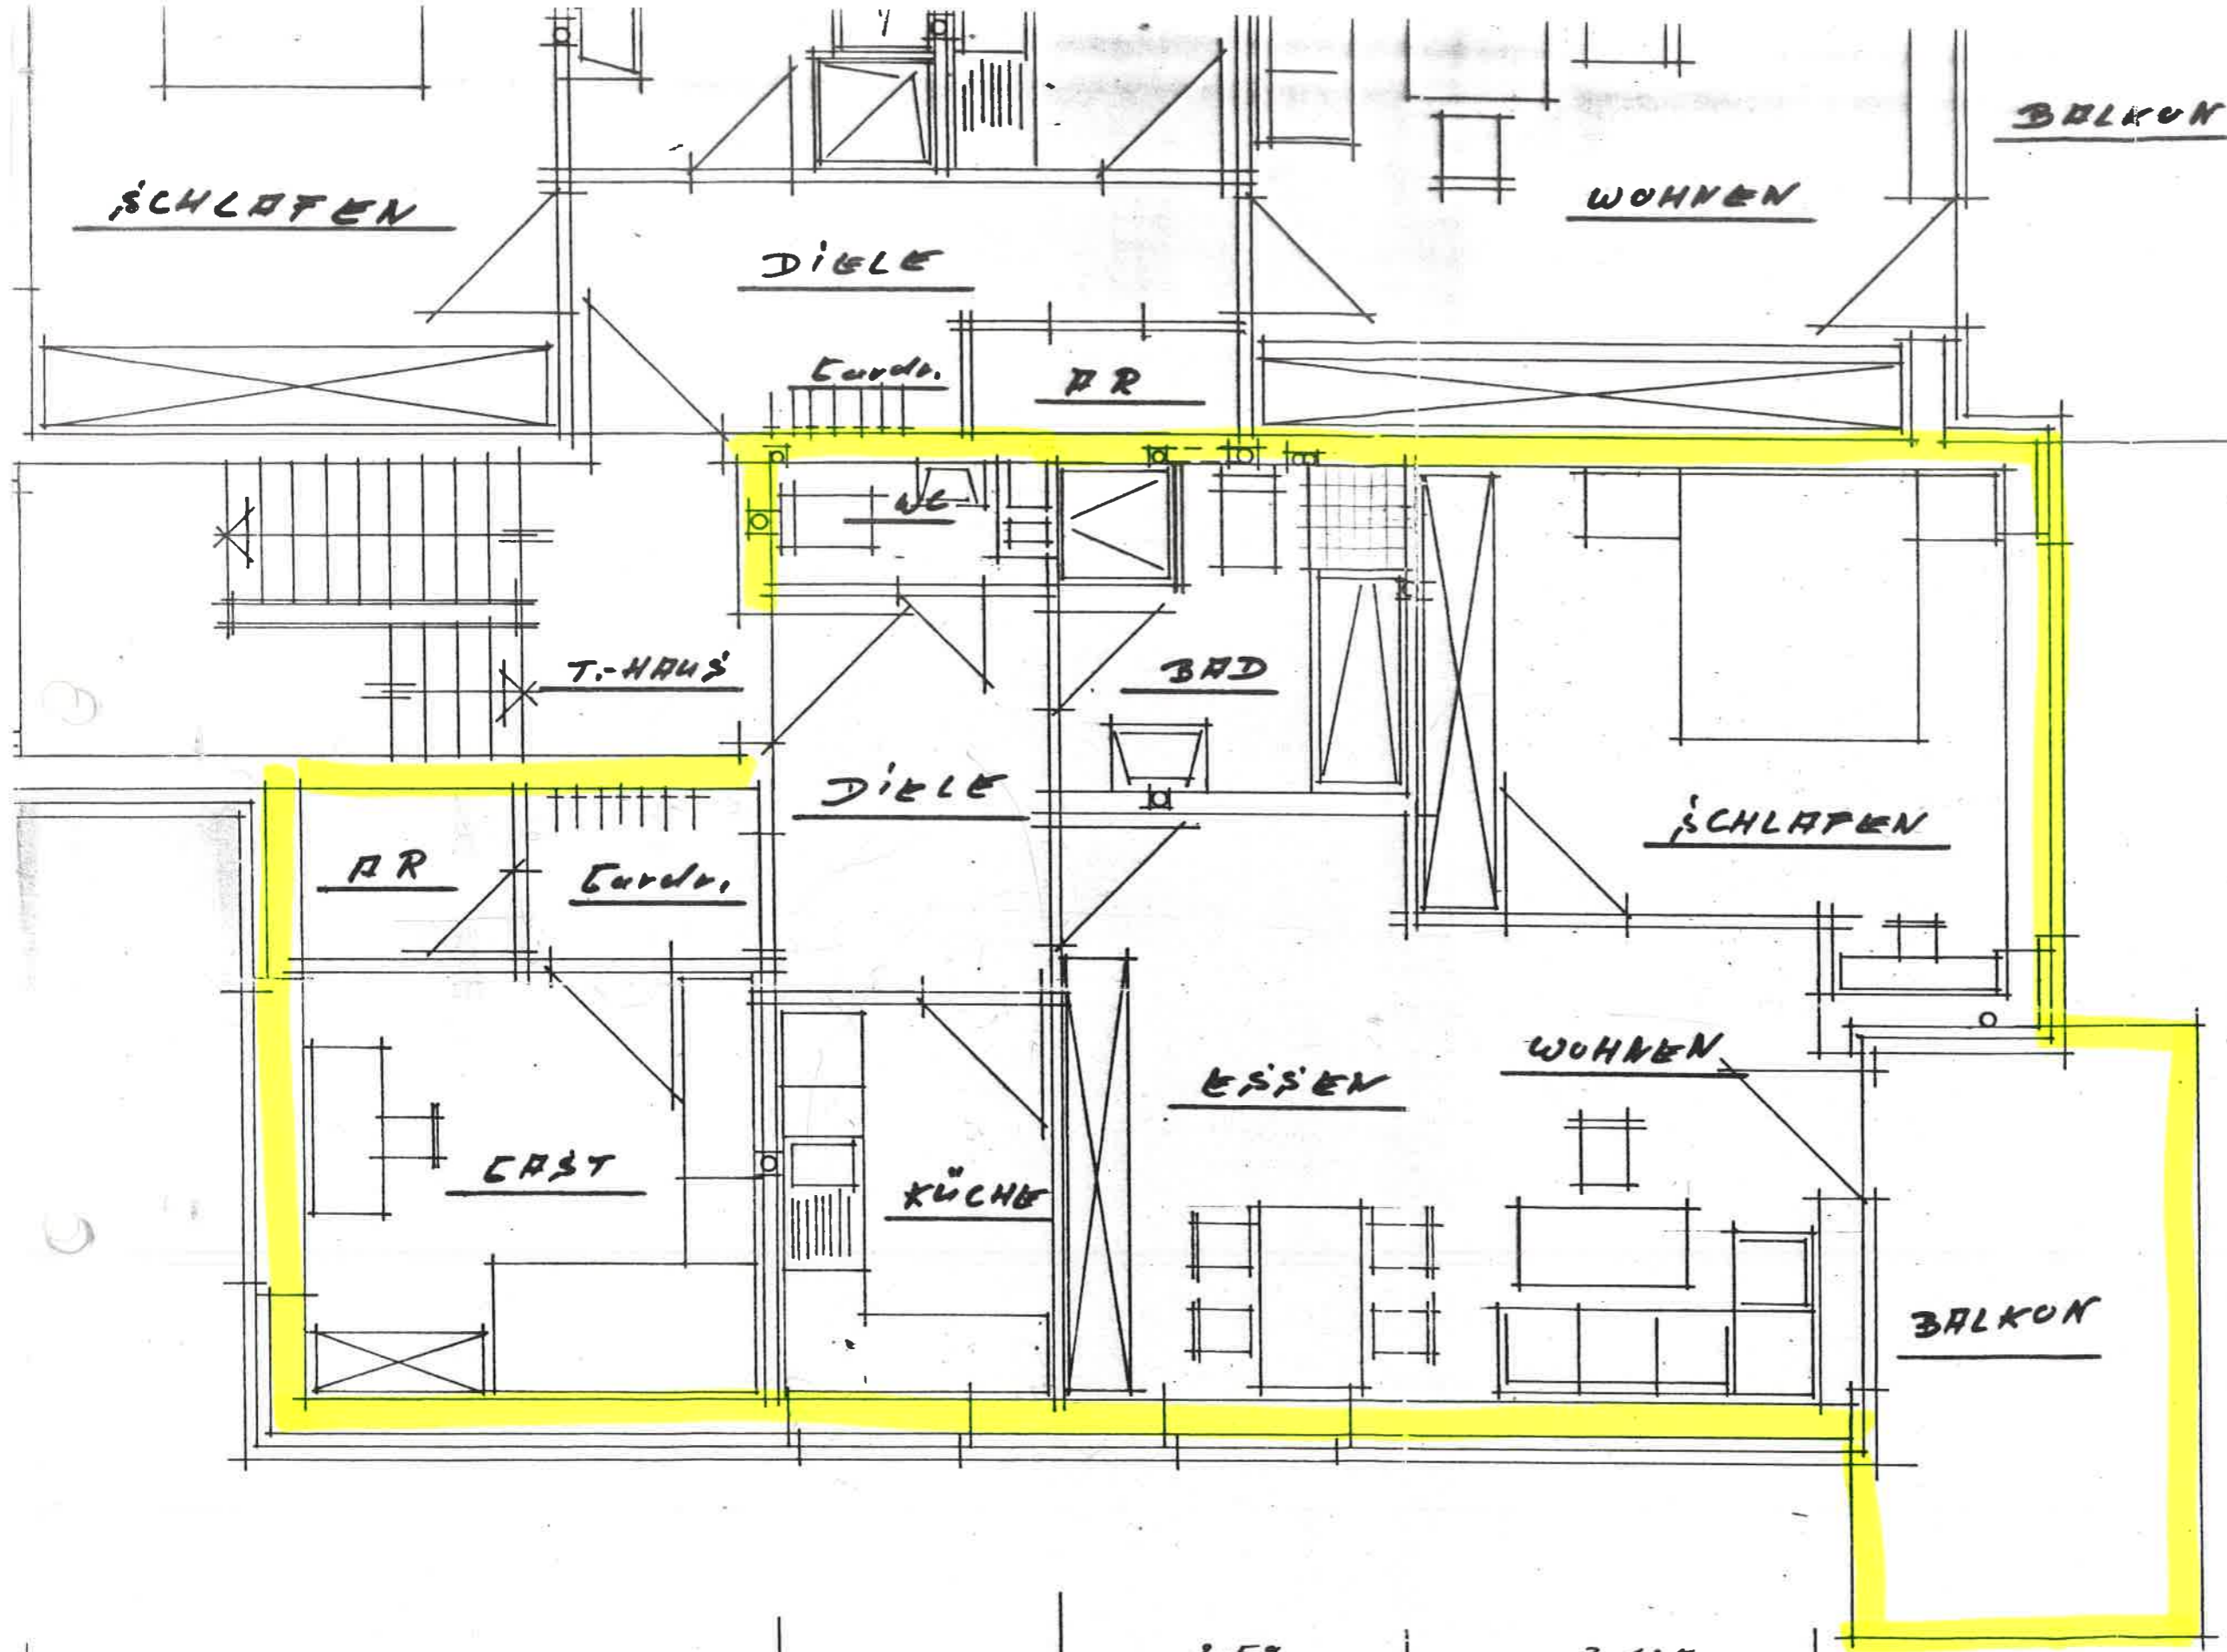 BALKON
SCHLAFEN
WOHNEN
DIELE
Gardr.
AR
WC
T.-HAUS
BAD
DIELE
SCHLAFEN
AR
Gardr.
WOHNEN
ESSEN
GAST
KÜCHE
BALKON